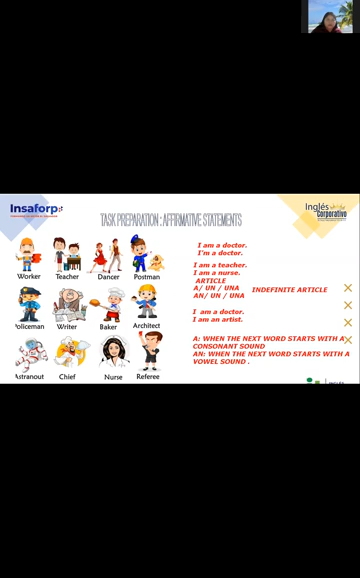 Insaforp
Inglés
Corporativo
TASK PREPARATION : AFFIRMATIVE STATEMENTS
I am a doctor.
I'm a doctor.
I am a teacher.
I am a nurse.
ARTICLE
A/ UN / UNA
INDEFINITE ARTICLE
AN/ UN / UNA
I am a doctor.
I am an artist.
A: WHEN THE NEXT WORD STARTS WITH A
CONSONANT SOUND
AN: WHEN THE NEXT WORD STARTS WITH A
VOWEL SOUND .
Worker Teacher Dancer Postman
oliceman Writer Baker Architect
Astranout Chief Nurse Referee